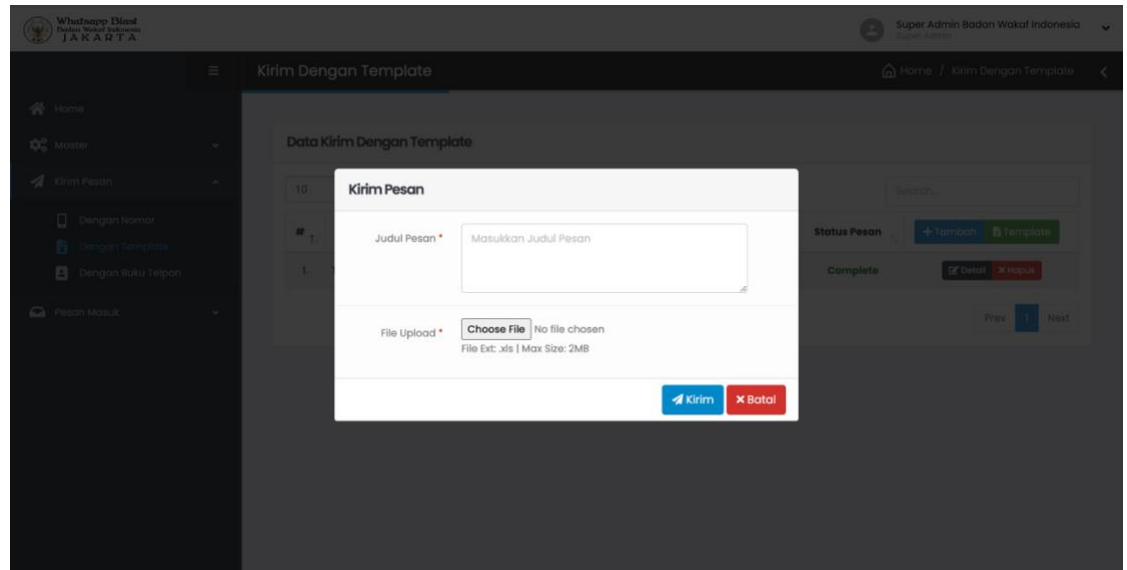 Whatsapp Blast
Badan Wakaf Indonesia
JAKARTA
Super Admin Badan Wakaf Indonesia
Super Admin
Kirim Dengan Template
Home / Kirim Dengan Template
Home
Master
Kirim Pesan
Dengan Nomor
Dengan Template
Dengan Buku Telpon
Pesan Masuk
Data Kirim Dengan Template
10
Search...
#
Status Pesan
+ Tambah
Template
1.
Complete
Detail
× Hapus
Prev 1 Next
Kirim Pesan
Judul Pesan *
Masukkan Judul Pesan
File Upload *
Choose File No file chosen
File Ext: .xls | Max Size: 2MB
Kirim
× Batal